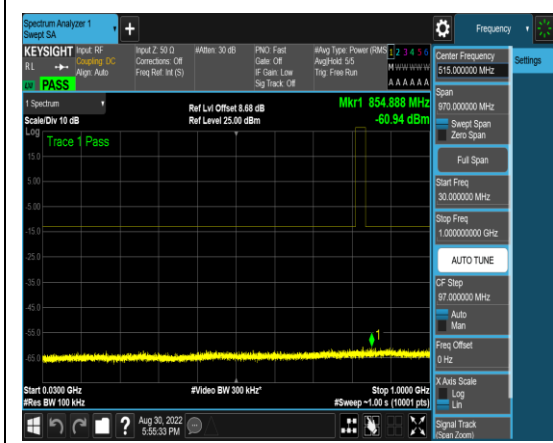 Spectrum Analyzer 1
Swept SA
Frequency
KEYSIGHT
RL
Input: RF
Coupling: DC
Align: Auto
Input Z: 50 Ω
Corrections: Off
Freq Ref: Int (S)
#Atten: 30 dB
PNO: Fast
Gate: Off
IF Gain: Low
Sig Track: Off
#Avg Type: Power (RMS
Avg|Hold: 5/5
Trig: Free Run
1 2 3 4 5 6
M W W W W W
A A A A A A
PASS
1 Spectrum
Scale/Div 10 dB
Ref Lvl Offset 8.68 dB
Ref Level 25.00 dBm
Mkr1 854.888 MHz
-60.94 dBm
Log
Trace 1 Pass
15.0
5.00
-5.00
-15.0
-25.0
-35.0
-45.0
-55.0
-65.0
1
Start 0.0300 GHz
#Res BW 100 kHz
#Video BW 300 kHz*
Stop 1.0000 GHz
#Sweep ~1.00 s (10001 pts)
Aug 30, 2022
5:55:33 PM
Center Frequency
515.000000 MHz
Settings
Span
970.000000 MHz
Swept Span
Zero Span
Full Span
Start Freq
30.000000 MHz
Stop Freq
1.000000000 GHz
AUTO TUNE
CF Step
97.000000 MHz
Auto
Man
Freq Offset
0 Hz
X Axis Scale
Log
Lin
Signal Track
(Span Zoom)